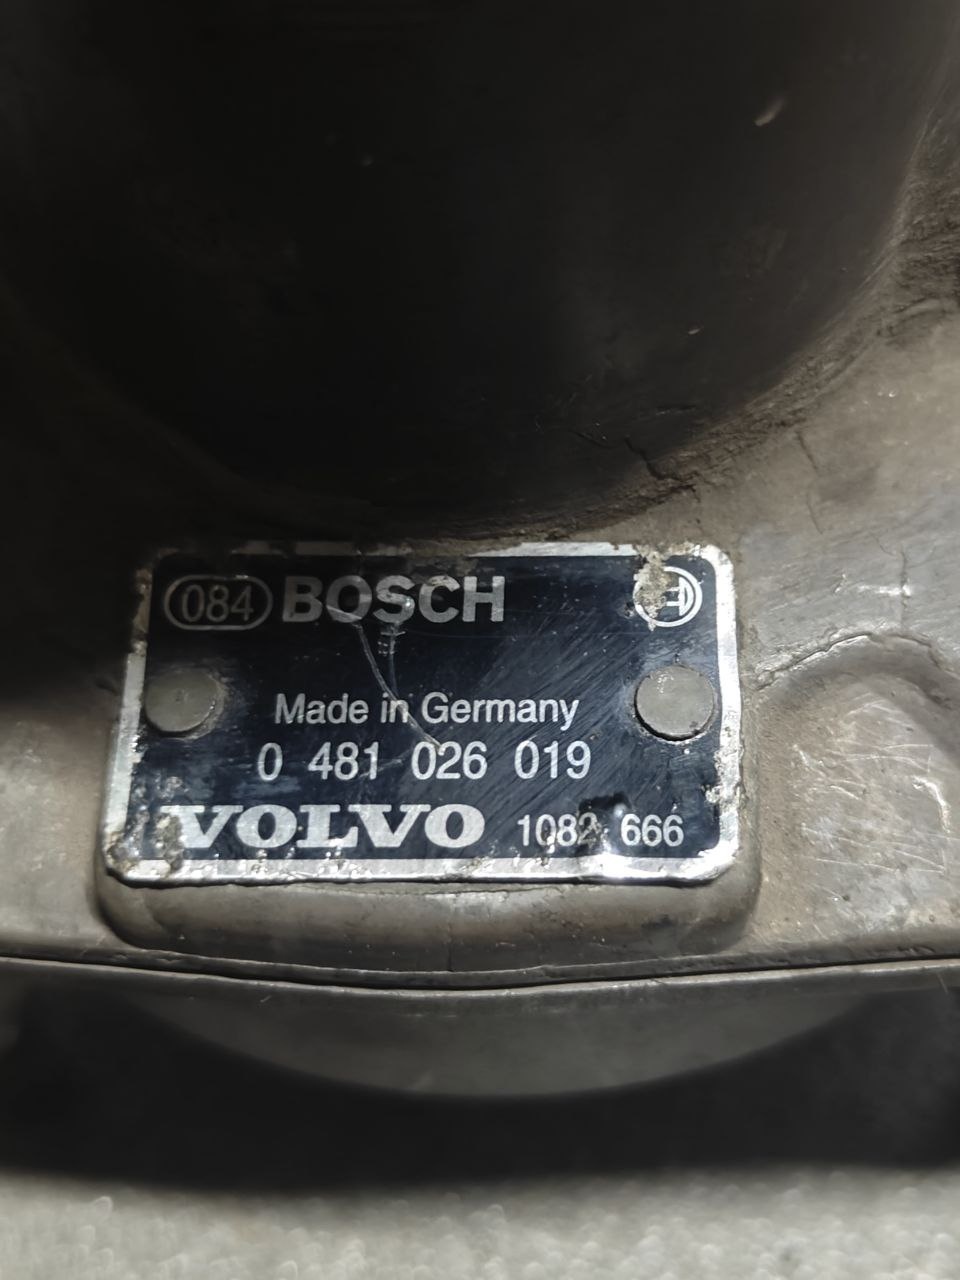 084 BOSCH
Made in Germany
0 481 026 019
VOLVO 1082 666